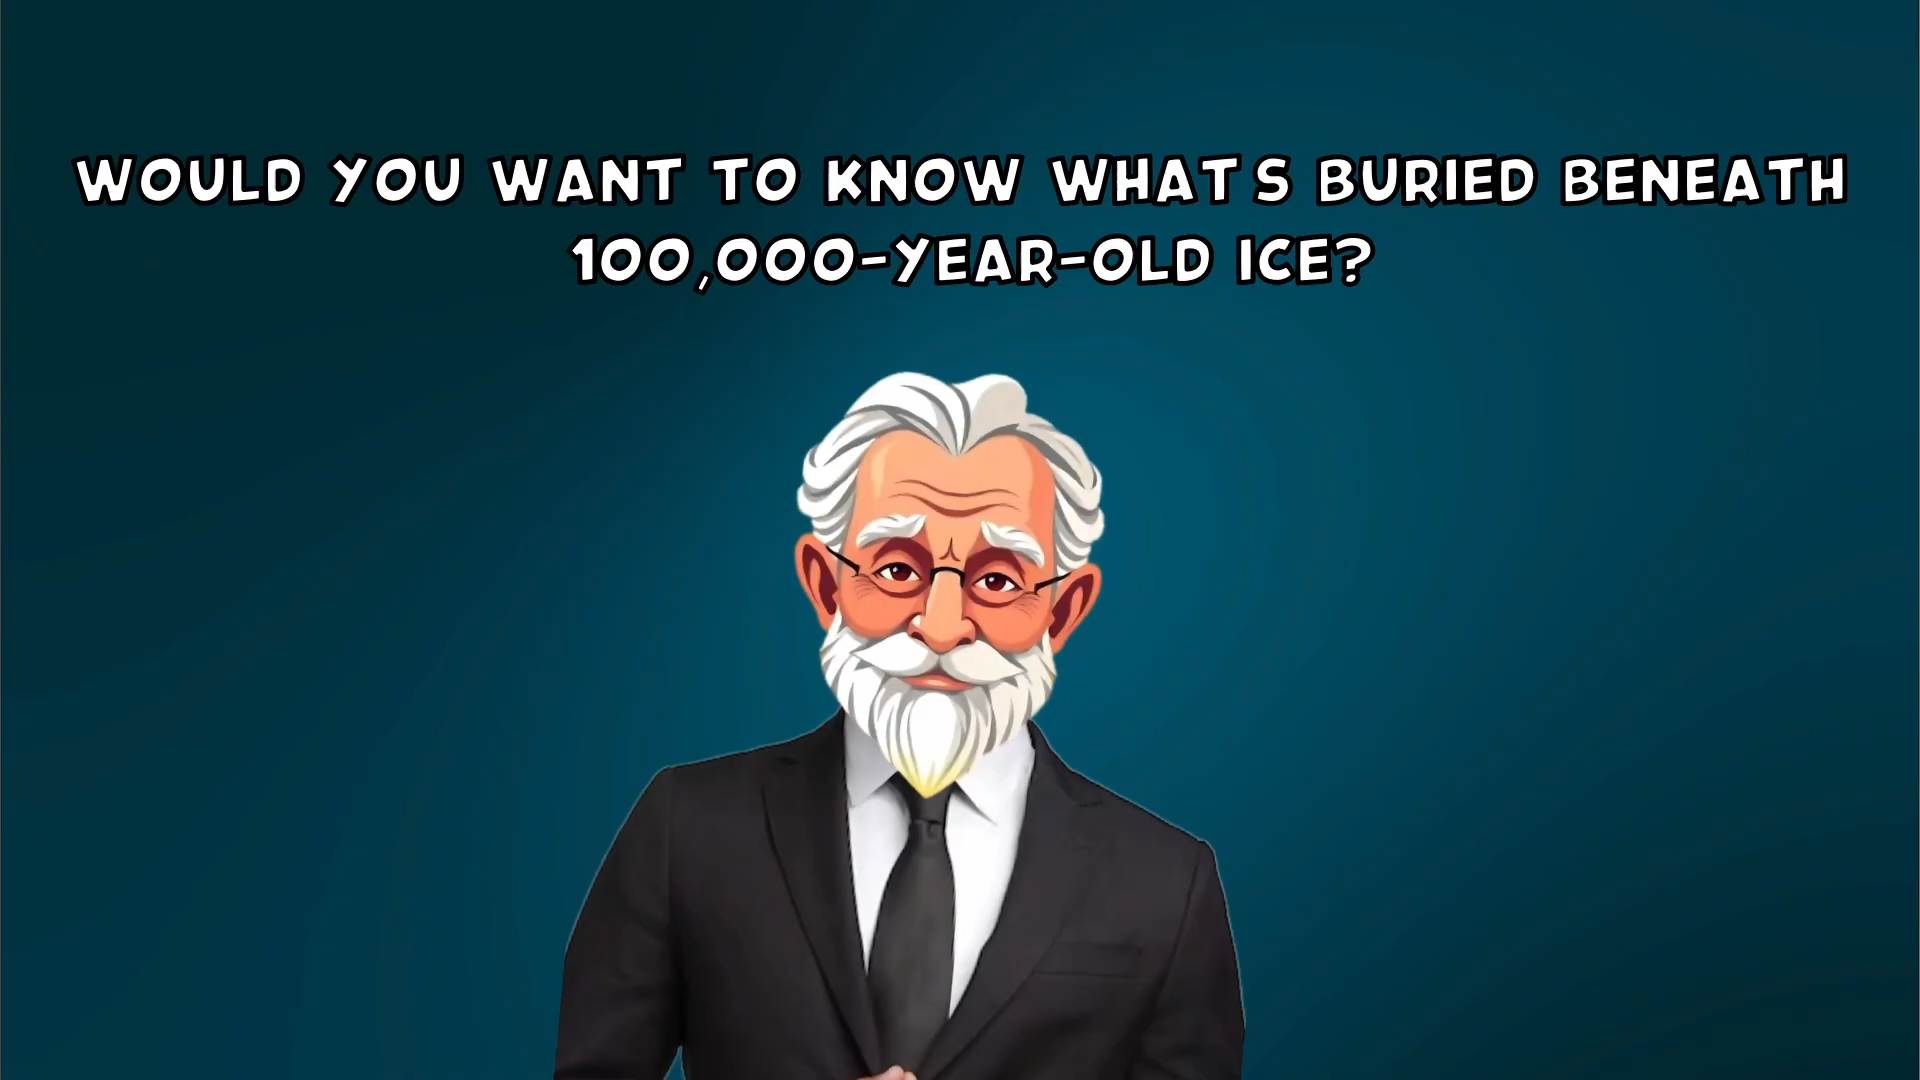 WOULD YOU WANT TO KNOW WHAT S BURIED BENEATH
100,000-YEAR-OLD ICE?